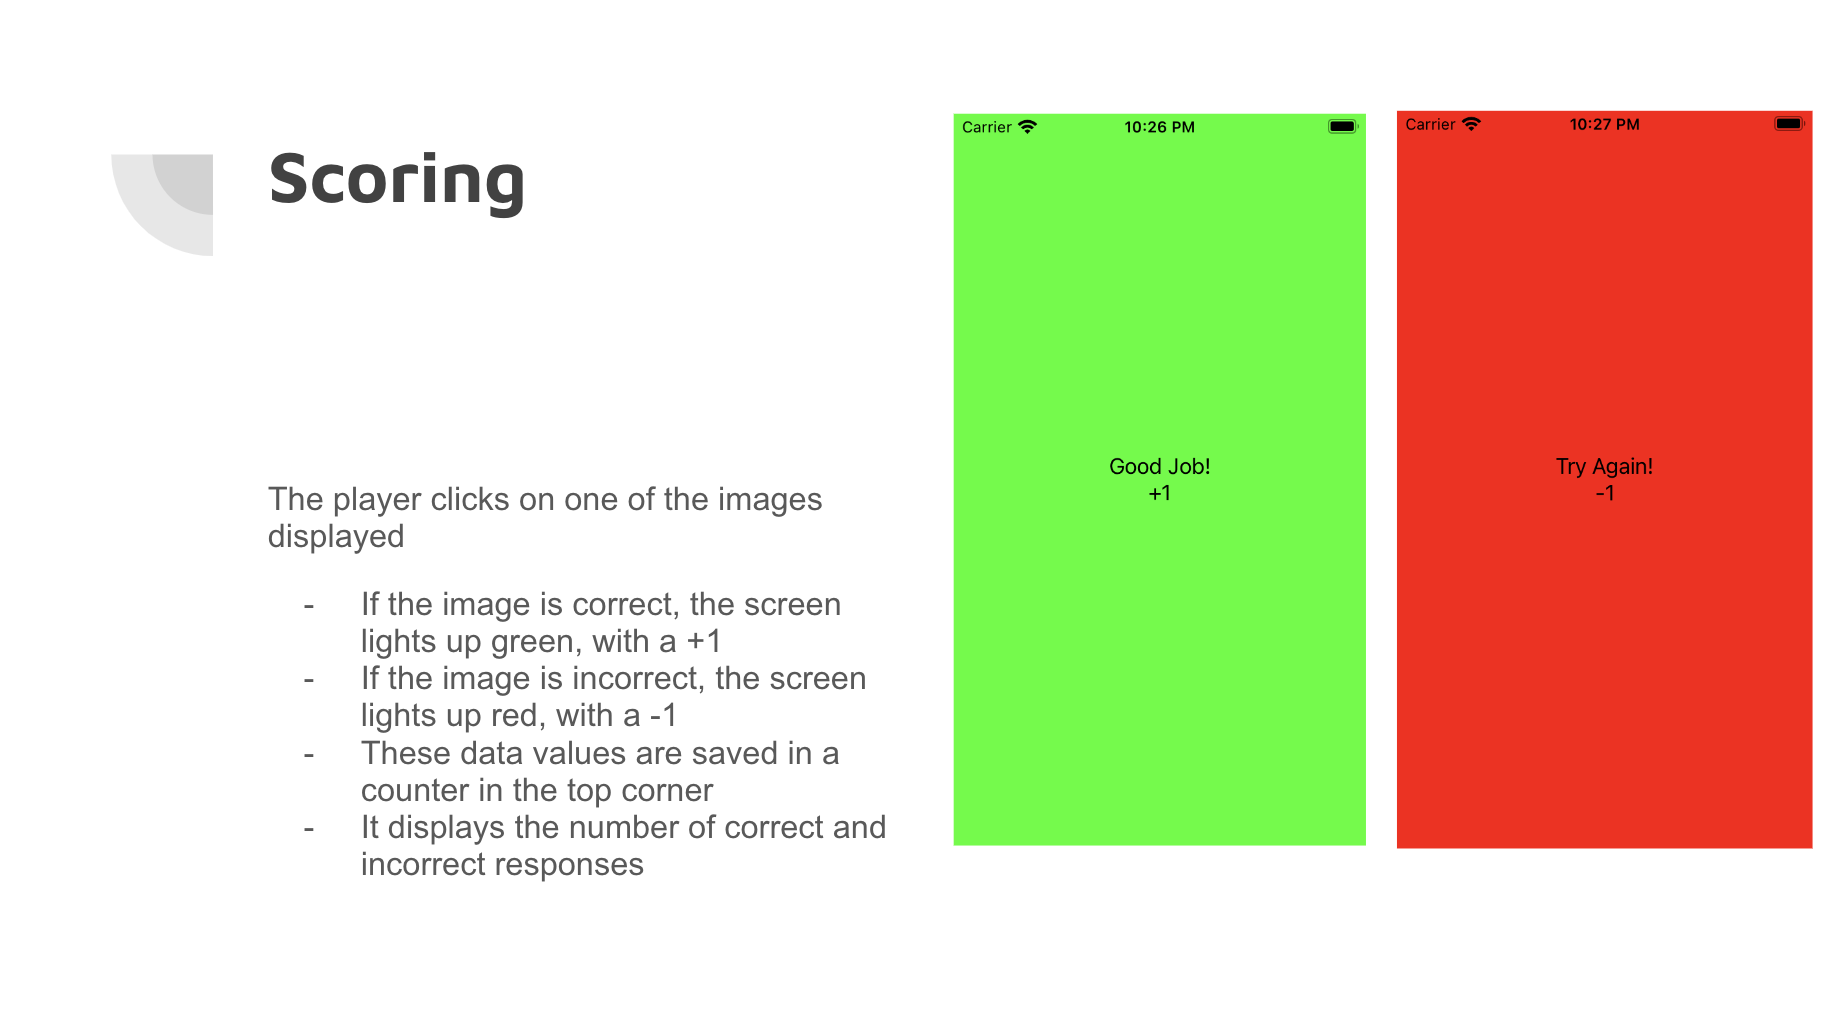 Scoring
The player clicks on one of the images
displayed
- If the image is correct, the screen
lights up green, with a +1
- If the image is incorrect, the screen
lights up red, with a -1
- These data values are saved in a
counter in the top corner
- It displays the number of correct and
incorrect responses
Carrier 10:26 PM
Good Job!
+1
Carrier 10:27 PM
Try Again!
-1